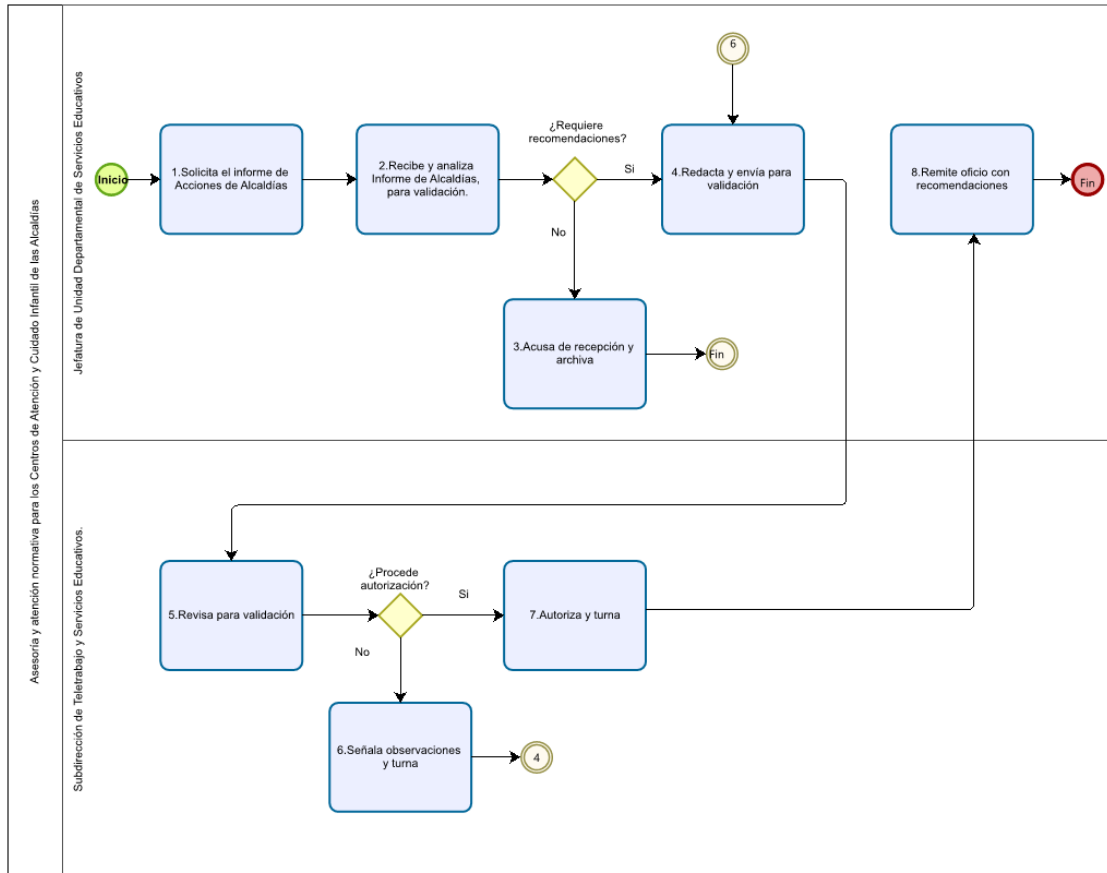 Asesoría y atención normativa para los Centros de Atención y Cuidado Infantil de las Alcaldías
Jefatura de Unidad Departamental de Servicios Educativos
6
Inicio
1.Solicita el informe de
Acciones de Alcaldías
2.Recibe y analiza
Informe de Alcaldías,
para validación.
¿Requiere
recomendaciones?
Si
No
4.Redacta y envía para
validación
8.Remite oficio con
recomendaciones
Fin
3.Acusa de recepción y
archiva
Fin
Subdirección de Teletrabajo y Servicios Educativos.
5.Revisa para validación
¿Procede
autorización?
Si
No
7.Autoriza y turna
6.Señala observaciones
y turna
4